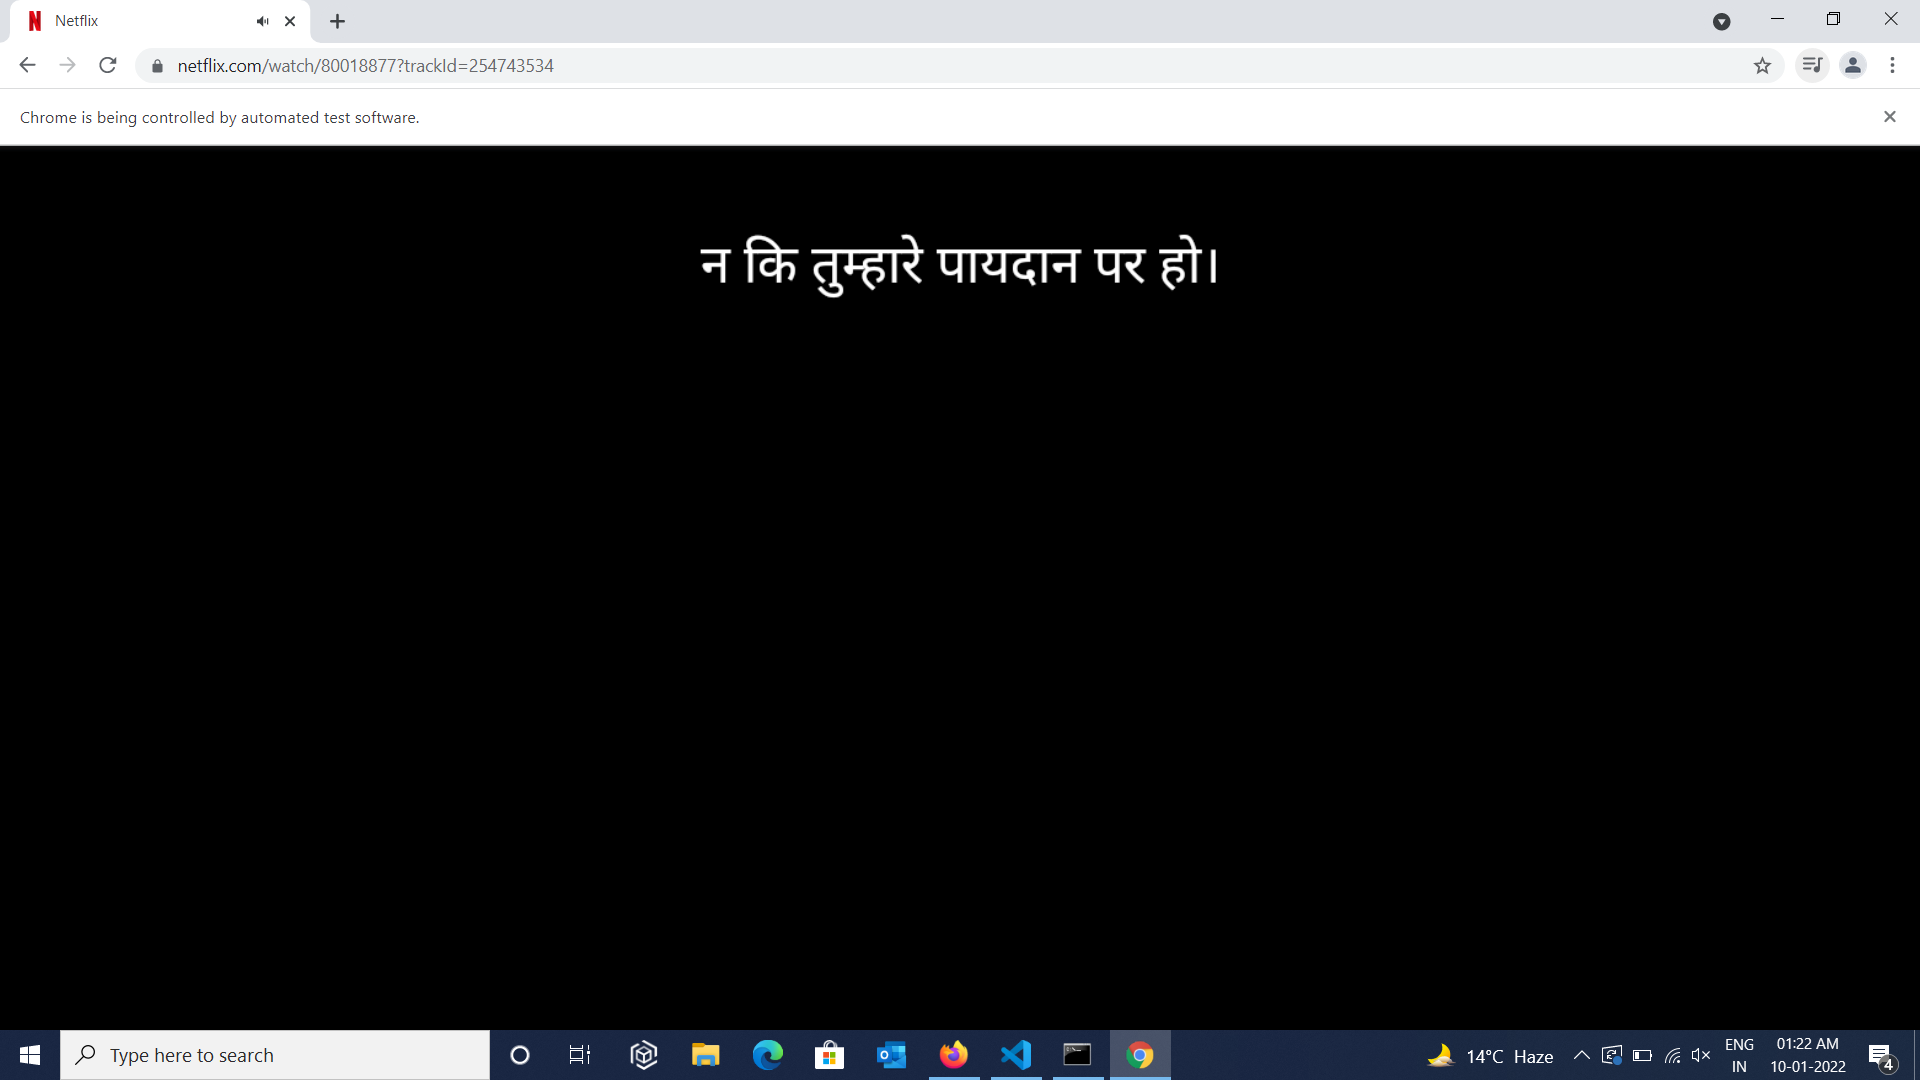 Netflix
netflix.com/watch/80018877?trackId=254743534
Chrome is being controlled by automated test software.
न कि तुम्हारे पायदान पर हो।
Type here to search
14°C Haze
ENG
IN
01:22 AM
10-01-2022
4